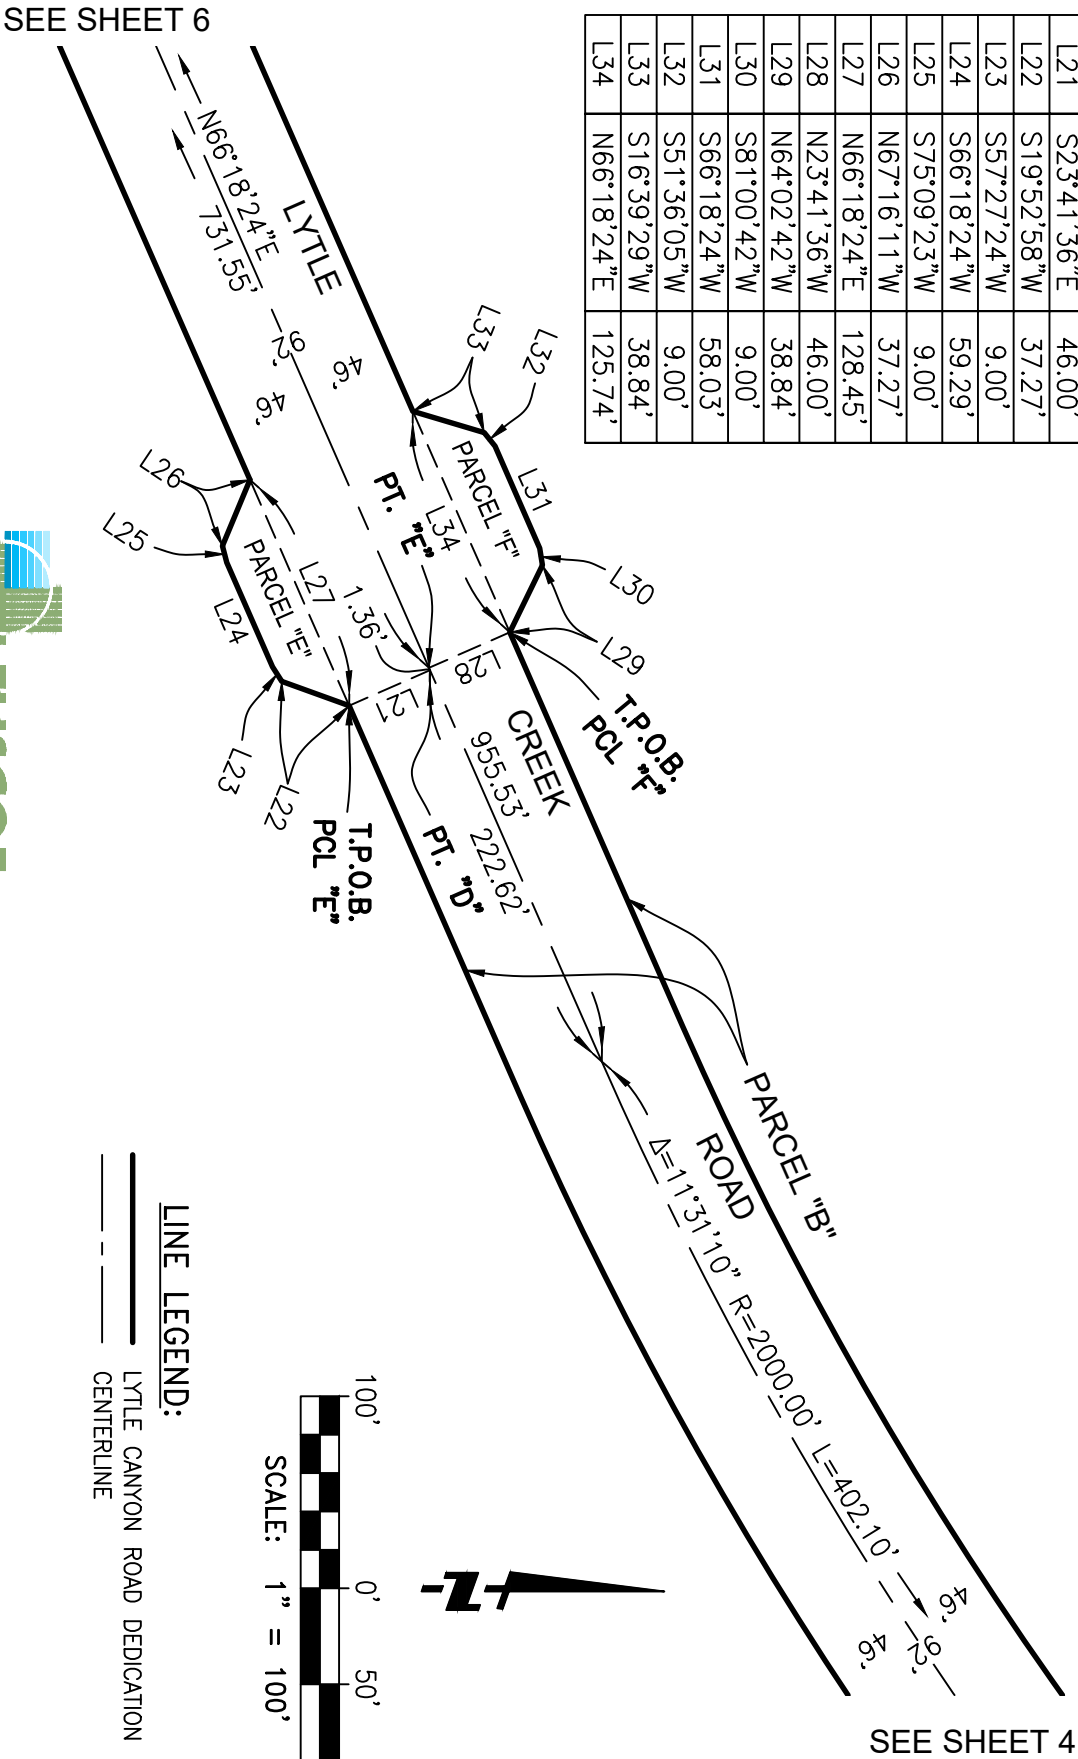 SEE SHEET 6
L21 S23°41'36"E 46.00'
L22 S19°52'58"W 37.27'
L23 S57°27'24"W 9.00'
L24 S66°18'24"W 59.29'
L25 S75°09'23"W 9.00'
L26 N67°16'11"W 37.27'
L27 N66°18'24"E 128.45'
L28 N23°41'36"W 46.00'
L29 N64°02'42"W 38.84'
L30 S81°00'42"W 9.00'
L31 S66°18'24"W 58.03'
L32 S51°36'05"W 9.00'
L33 S16°39'29"W 38.84'
L34 N66°18'24"E 125.74'
N66°18'24"E
731.55'
LYTLE
92'
46'
46'
L33
L32
L31
PARCEL "F"
L34
PT. "E"
L30
L29
T.P.O.B.
PCL "F"
L26
L25
L24
PARCEL "E"
L27
1.36'
L28
L21
L23
L22
T.P.O.B.
PCL "E"
PT. "D"
CREEK
955.53'
222.62'
PARCEL "B"
ROAD
Δ=11°31'10" R=2000.00' L=402.10'
46'
92'
46'
LINE LEGEND:
LYTLE CANYON ROAD DEDICATION
CENTERLINE
100'
0'
50'
SCALE: 1" = 100'
N
SEE SHEET 4